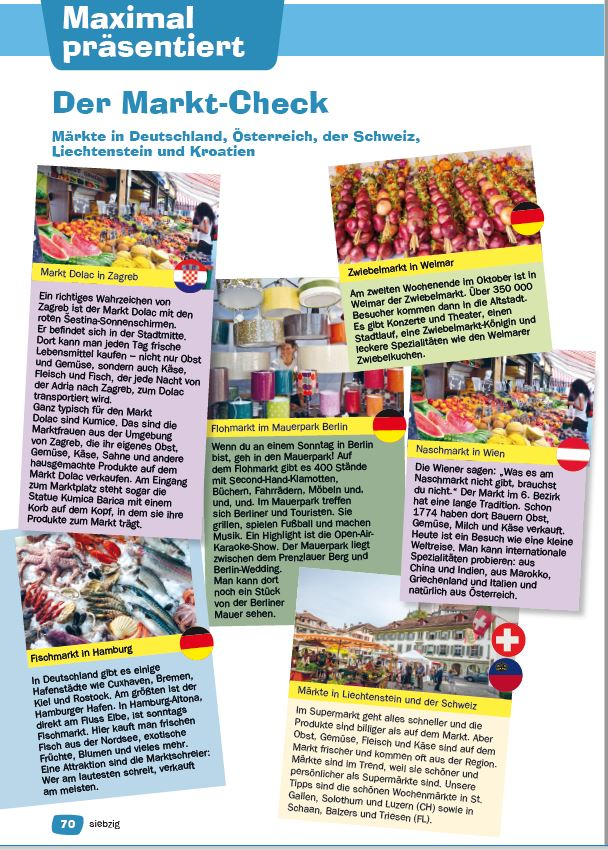 Maximal
präsentiert
Der Markt-Check
Märkte in Deutschland, Österreich, der Schweiz,
Liechtenstein und Kroatien
Markt Dolac in Zagreb
Ein richtiges Wahrzeichen von
Zagreb ist der Markt Dolac mit den
roten Šestina-Sonnenschirmen.
Er befindet sich in der Stadtmitte.
Dort kann man jeden Tag frische
Lebensmittel kaufen – nicht nur Obst
und Gemüse, sondern auch Käse,
Fleisch und Fisch, der jede Nacht von
der Adria nach Zagreb, zum Dolac
transportiert wird.
Ganz typisch für den Markt
Dolac sind Kumice. Das sind die
Marktfrauen aus der Umgebung
von Zagreb, die ihr eigenes Obst,
Gemüse, Käse, Sahne und andere
hausgemachte Produkte auf dem
Markt Dolac verkaufen. Am Eingang
zum Marktplatz steht sogar die
Statue Kumica Barica mit einem
Korb auf dem Kopf, in dem sie ihre
Produkte zum Markt trägt.
Zwiebelmarkt in Weimar
Am zweiten Wochenende im Oktober ist in
Weimar der Zwiebelmarkt. Über 350 000
Besucher kommen dann in die Altstadt.
Es gibt Konzerte und Theater, einen
Stadtlauf, eine Zwiebelmarkt-Königin und
leckere Spezialitäten wie den Weimarer
Zwiebelkuchen.
Flohmarkt im Mauerpark Berlin
Wenn du an einem Sonntag in Berlin
bist, geh in den Mauerpark! Auf
dem Flohmarkt gibt es 400 Stände
mit Second-Hand-Klamotten,
Büchern, Fahrrädern, Möbeln und,
und, und. Im Mauerpark treffen
sich Berliner und Touristen. Sie
grillen, spielen Fußball und machen
Musik. Ein Highlight ist die Open-Air-
Karaoke-Show. Der Mauerpark liegt
zwischen dem Prenzlauer Berg und
Berlin-Wedding.
Man kann dort
noch ein Stück
von der Berliner
Mauer sehen.
Naschmarkt in Wien
Die Wiener sagen: „Was es am
Naschmarkt nicht gibt, brauchst
du nicht.“ Der Markt im 6. Bezirk
hat eine lange Tradition. Schon
1774 haben dort Bauern Obst,
Gemüse, Milch und Käse verkauft.
Heute ist ein Besuch wie eine kleine
Weltreise. Man kann internationale
Spezialitäten probieren: aus
China und Indien, aus Marokko,
Griechenland und Italien und
natürlich aus Österreich.
Fischmarkt in Hamburg
In Deutschland gibt es einige
Hafenstädte wie Cuxhaven, Bremen,
Kiel und Rostock. Am größten ist der
Hamburger Hafen. In Hamburg-Altona,
direkt am Fluss Elbe, ist sonntags
Fischmarkt. Hier kauft man frischen
Fisch aus der Nordsee, exotische
Früchte, Blumen und vieles mehr.
Eine Attraktion sind die Marktschreier:
Wer am lautesten schreit, verkauft
am meisten.
Märkte in Liechtenstein und der Schweiz
Im Supermarkt geht alles schneller und die
Produkte sind billiger als auf dem Markt. Aber
Obst, Gemüse, Fleisch und Käse sind auf dem
Markt frischer und kommen oft aus der Region.
Märkte sind im Trend, weil sie schöner und
persönlicher als Supermärkte sind. Unsere
Tipps sind die schönen Wochenmärkte in St.
Gallen, Solothurn und Luzern (CH) sowie in
Schaan, Balzers und Triesen (FL).
70 siebzig